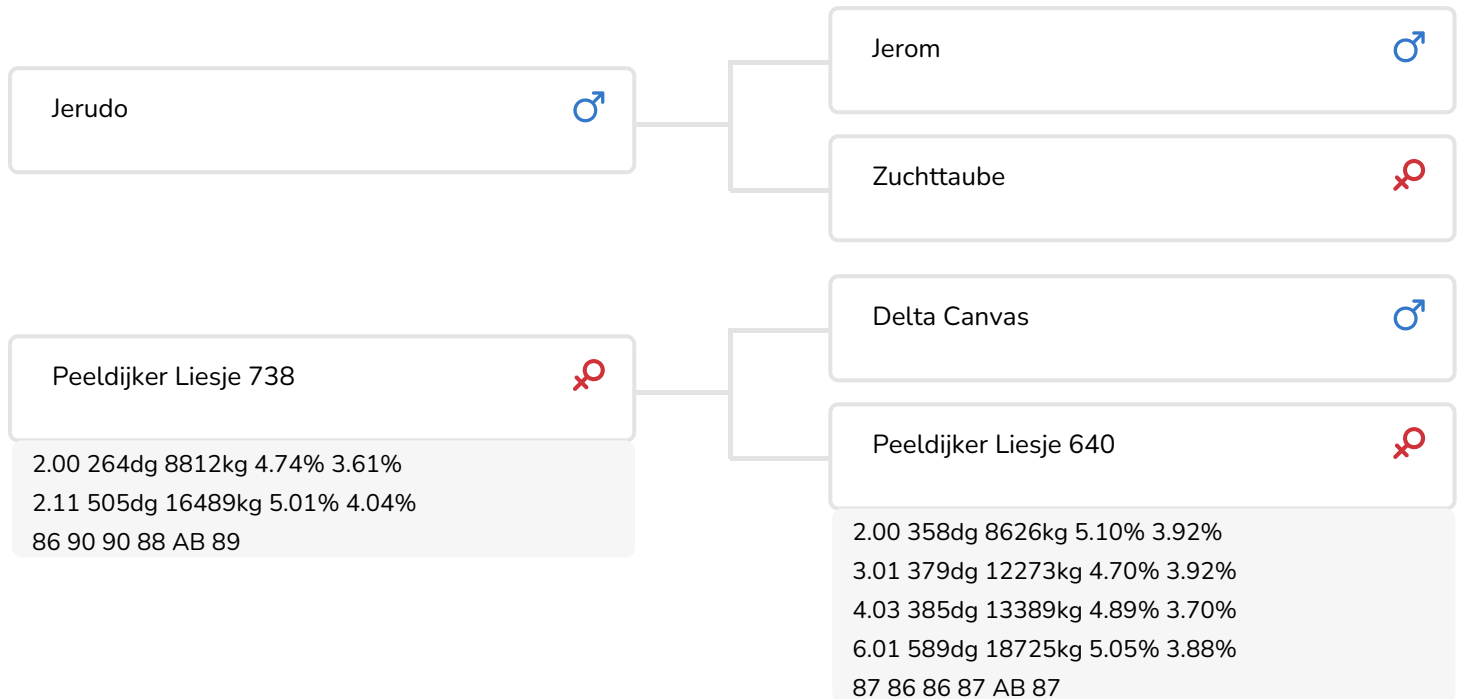 Jerudo
Peeldijker Liesje 738
2.00 264dg 8812kg 4.74% 3.61%
2.11 505dg 16489kg 5.01% 4.04%
86 90 90 88 AB 89
Jerom
Zuchttaube
Delta Canvas
Peeldijker Liesje 640
2.00 358dg 8626kg 5.10% 3.92%
3.01 379dg 12273kg 4.70% 3.92%
4.03 385dg 13389kg 4.89% 3.70%
6.01 589dg 18725kg 5.05% 3.88%
87 86 86 87 AB 87